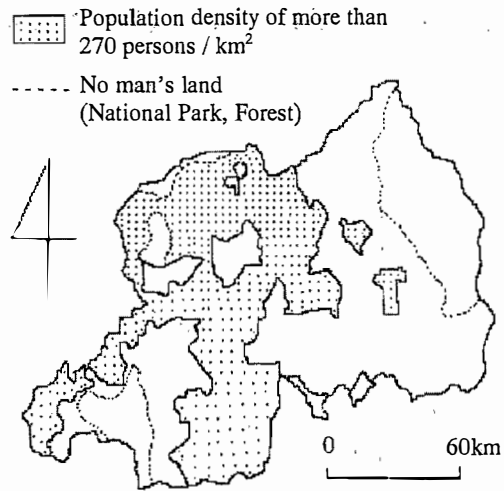 Population density of more than
270 persons / km²
No man's land
(National Park, Forest)
0 60km